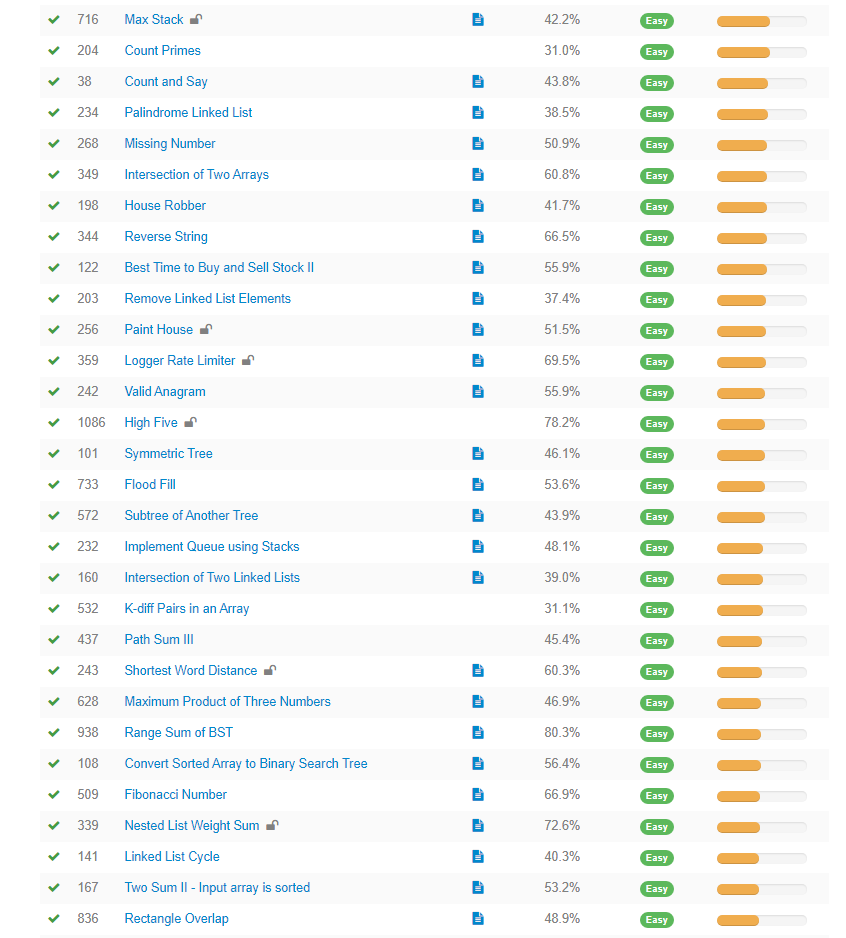 716 Max Stack 42.2% Easy
204 Count Primes 31.0% Easy
38 Count and Say 43.8% Easy
234 Palindrome Linked List 38.5% Easy
268 Missing Number 50.9% Easy
349 Intersection of Two Arrays 60.8% Easy
198 House Robber 41.7% Easy
344 Reverse String 66.5% Easy
122 Best Time to Buy and Sell Stock II 55.9% Easy
203 Remove Linked List Elements 37.4% Easy
256 Paint House 51.5% Easy
359 Logger Rate Limiter 69.5% Easy
242 Valid Anagram 55.9% Easy
1086 High Five 78.2% Easy
101 Symmetric Tree 46.1% Easy
733 Flood Fill 53.6% Easy
572 Subtree of Another Tree 43.9% Easy
232 Implement Queue using Stacks 48.1% Easy
160 Intersection of Two Linked Lists 39.0% Easy
532 K-diff Pairs in an Array 31.1% Easy
437 Path Sum III 45.4% Easy
243 Shortest Word Distance 60.3% Easy
628 Maximum Product of Three Numbers 46.9% Easy
938 Range Sum of BST 80.3% Easy
108 Convert Sorted Array to Binary Search Tree 56.4% Easy
509 Fibonacci Number 66.9% Easy
339 Nested List Weight Sum 72.6% Easy
141 Linked List Cycle 40.3% Easy
167 Two Sum II - Input array is sorted 53.2% Easy
836 Rectangle Overlap 48.9% Easy